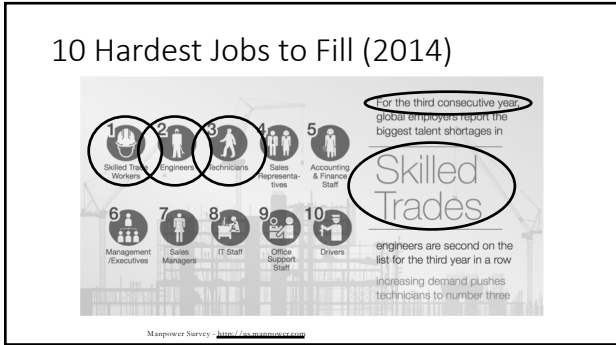 10 Hardest Jobs to Fill (2014)
For the third consecutive year,
global employers report the
biggest talent shortages in
Skilled
Trades
engineers are second on the
list for the third year in a row
increasing demand pushes
technicians to number three
1 2 3 4 5
Skilled Trade
Workers
Engineers
Technicians
Sales
Representa-
tives
Accounting
& Finance
Staff
6 7 8 9 10
Management
/Executives
Sales
Managers
IT Staff
Office
Support
Staff
Drivers
Manpower Survey - http://us.manpower.com